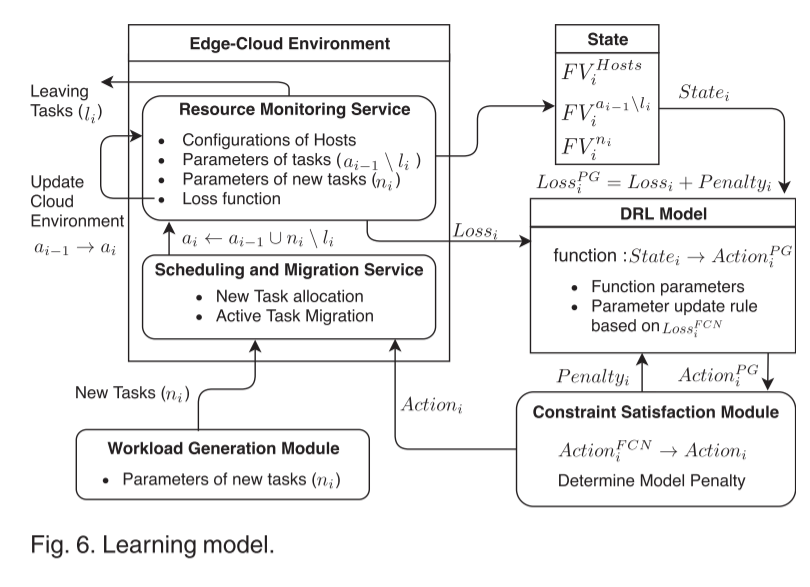 Edge-Cloud Environment
Leaving
Tasks (l_i)
Resource Monitoring Service
• Configurations of Hosts
• Parameters of tasks (a_{i-1} \ l_i)
• Parameters of new tasks (n_i)
• Loss function
Update
Cloud
Environment
a_{i-1} → a_i
a_i ← a_{i-1} ∪ n_i \ l_i
Scheduling and Migration Service
• New Task allocation
• Active Task Migration
New Tasks (n_i)
Workload Generation Module
• Parameters of new tasks (n_i)
State
FV_i^{Hosts}
FV_i^{a_{i-1}\l_i}
FV_i^{n_i}
State_i
Loss_i^{PG} = Loss_i + Penalty_i
Loss_i
DRL Model
function : State_i → Action_i^{PG}
• Function parameters
• Parameter update rule
based on Loss_i^{FCN}
Penalty_i
Action_i^{PG}
Action_i
Constraint Satisfaction Module
Action_i^{FCN} → Action_i
Determine Model Penalty
Fig. 6. Learning model.